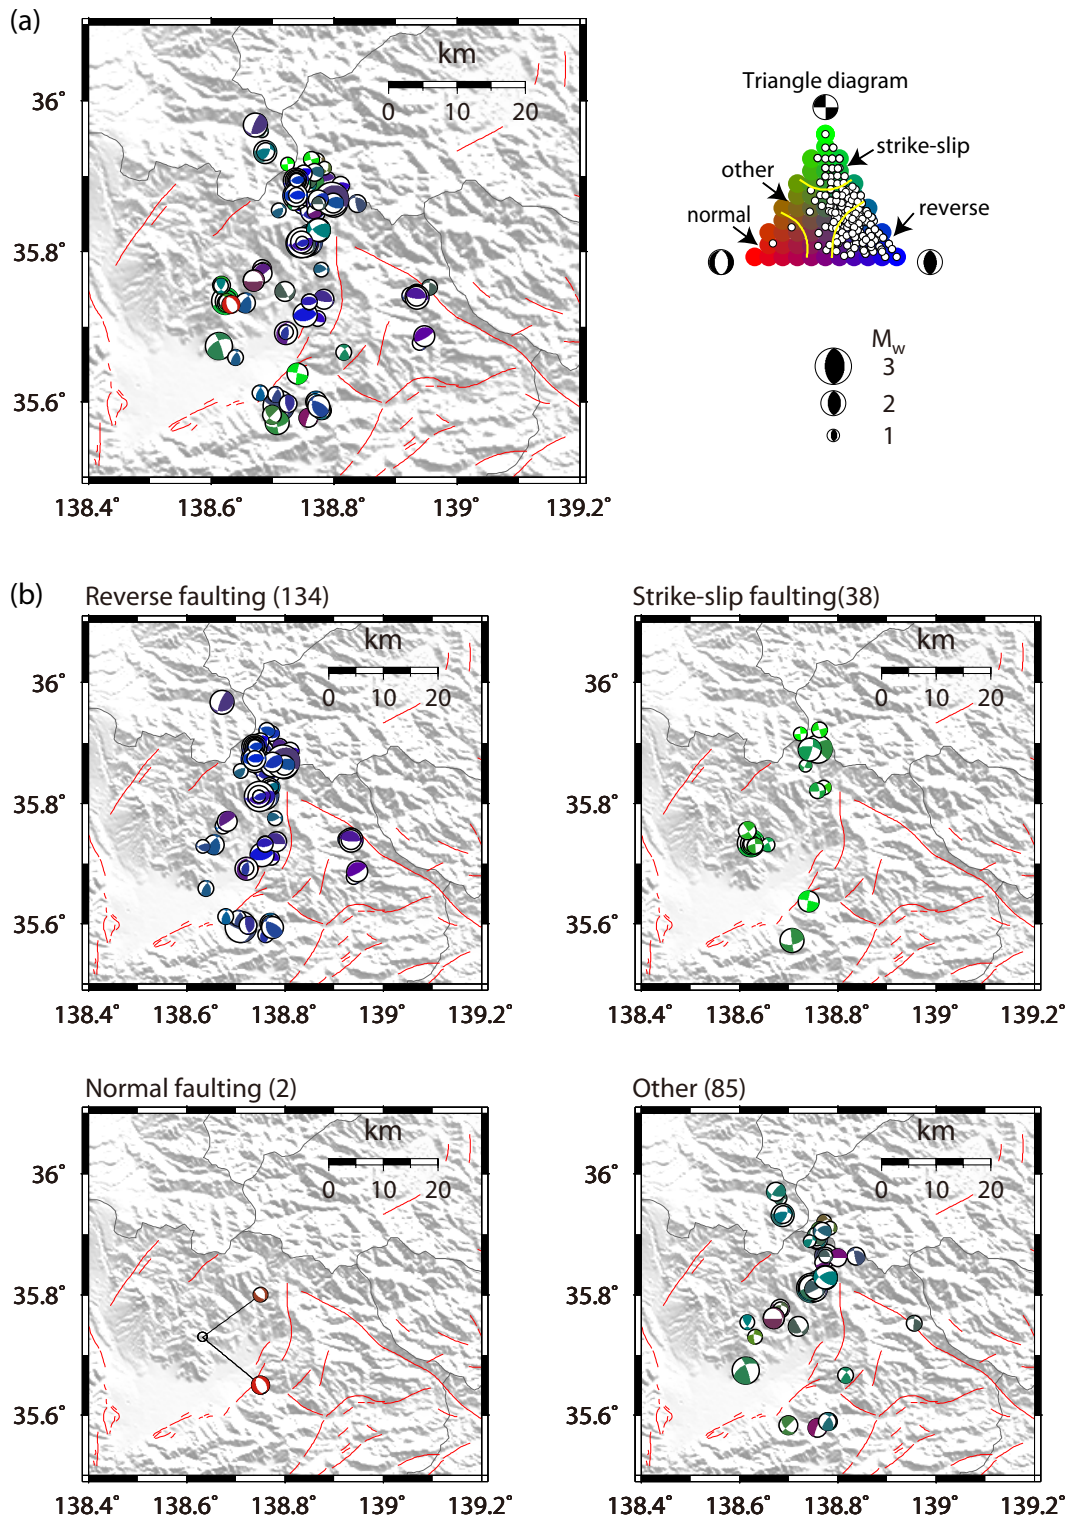 (a)
km
0 10 20
36°
35.8°
35.6°
138.4° 138.6° 138.8° 139° 139.2°
Triangle diagram
strike-slip
other
normal
reverse
Mw
3
2
1
(b)
Reverse faulting (134)
km
0 10 20
36°
35.8°
35.6°
138.4° 138.6° 138.8° 139° 139.2°
Strike-slip faulting(38)
km
0 10 20
36°
35.8°
35.6°
138.4° 138.6° 138.8° 139° 139.2°
Normal faulting (2)
km
0 10 20
36°
35.8°
35.6°
138.4° 138.6° 138.8° 139° 139.2°
Other (85)
km
0 10 20
36°
35.8°
35.6°
138.4° 138.6° 138.8° 139° 139.2°